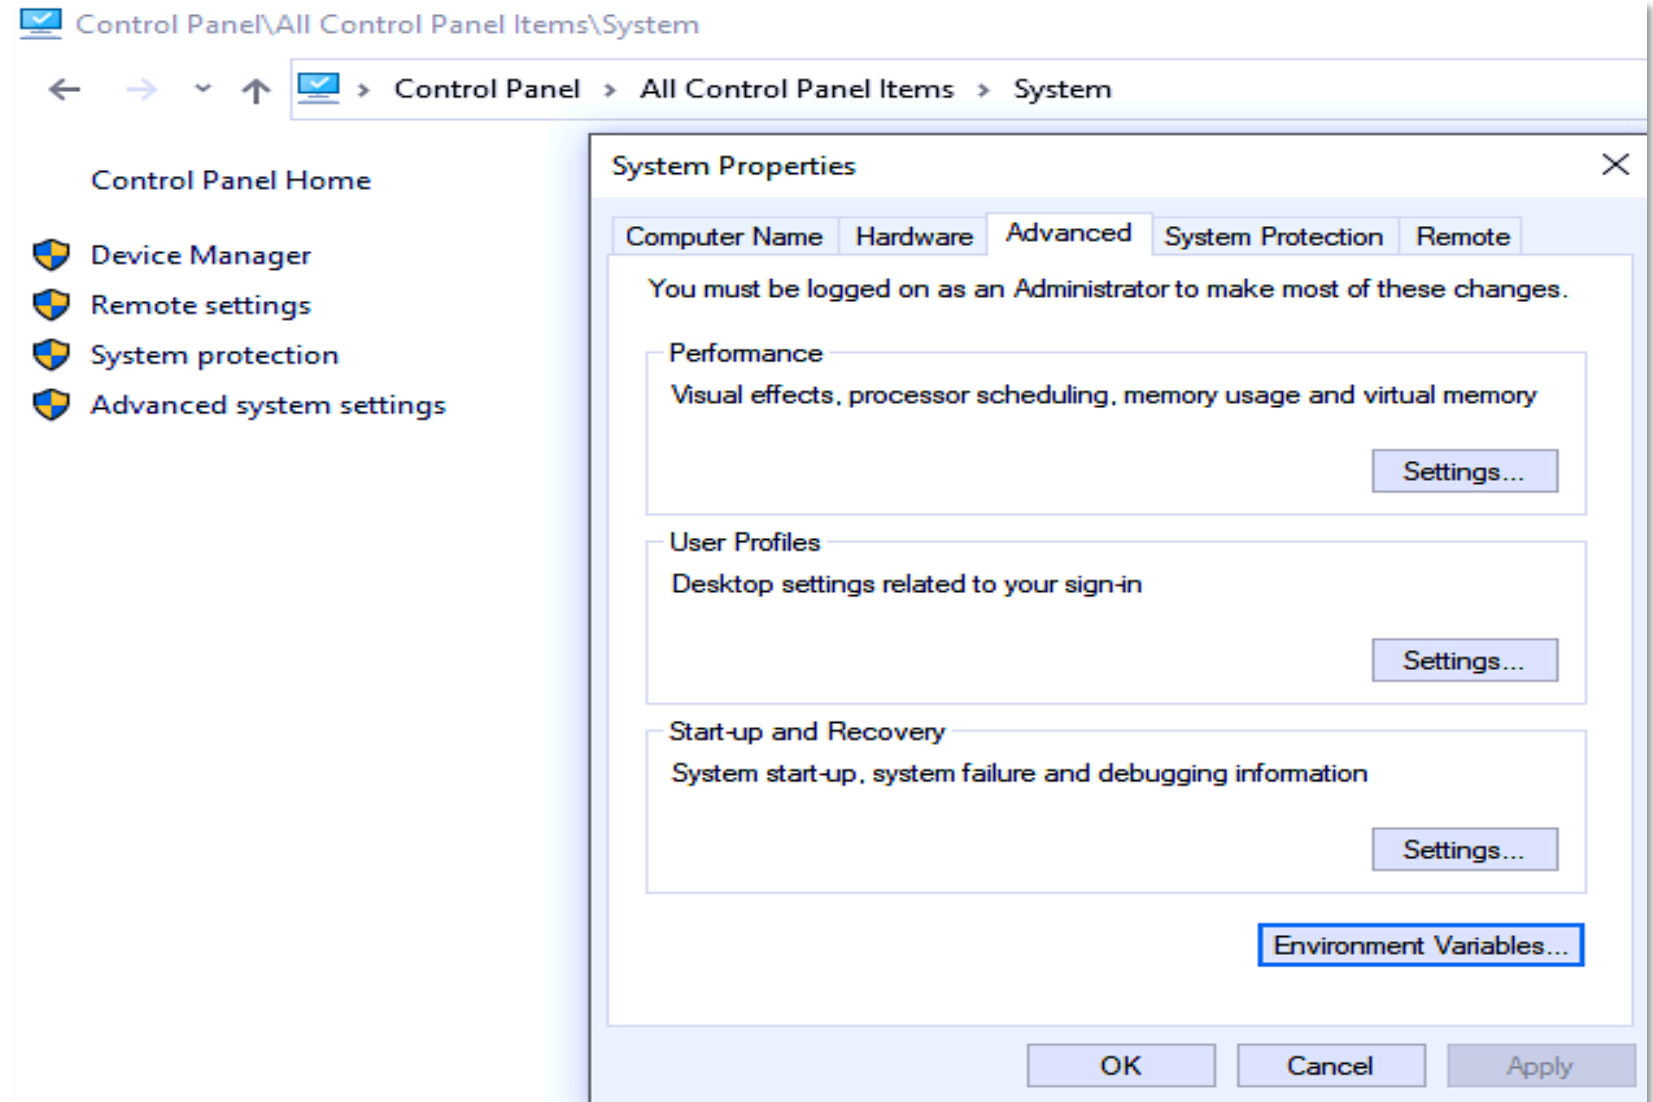 Control Panel\All Control Panel Items\System
Control Panel > All Control Panel Items > System
Control Panel Home
Device Manager
Remote settings
System protection
Advanced system settings
System Properties
Computer Name Hardware Advanced System Protection Remote
You must be logged on as an Administrator to make most of these changes.
Performance
Visual effects, processor scheduling, memory usage and virtual memory
Settings...
User Profiles
Desktop settings related to your sign-in
Settings...
Start-up and Recovery
System start-up, system failure and debugging information
Settings...
Environment Variables...
OK Cancel Apply